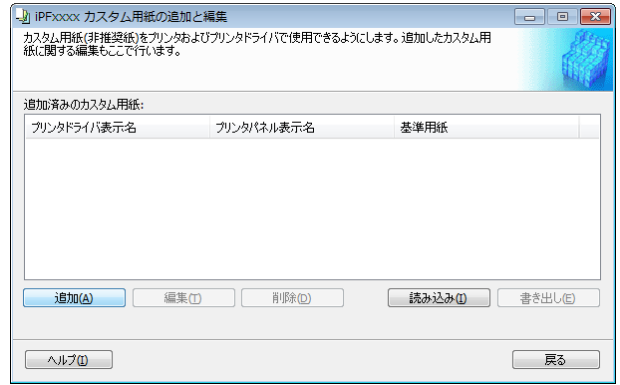 iPFxxxx カスタム用紙の追加と編集
カスタム用紙(非推奨紙)をプリンタおよびプリンタドライバで使用できるようにします。追加したカスタム用
紙に関する編集もここで行います。
追加済みのカスタム用紙:
プリンタドライバ表示名 プリンタパネル表示名 基準用紙
追加(A) 編集(T) 削除(D) 読み込み(I) 書き出し(E)
ヘルプ(I) 戻る